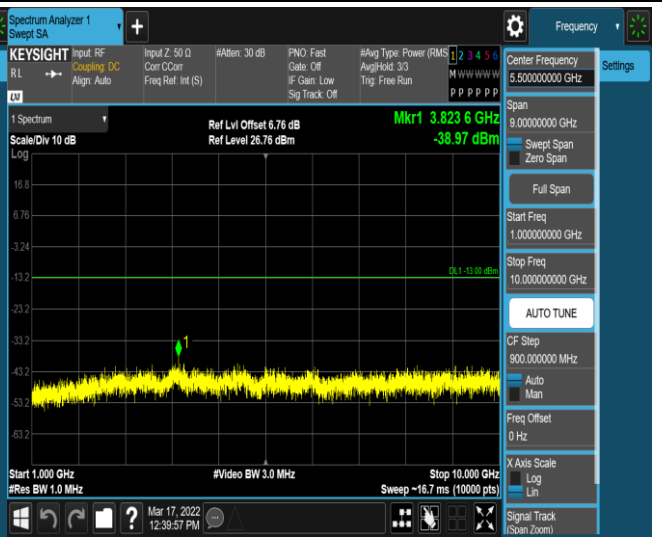 Spectrum Analyzer 1
Swept SA
+
Frequency
KEYSIGHT
RL
LXI
Input: RF
Coupling: DC
Align: Auto
Input Z: 50 Ω
Corr CCorr
Freq Ref: Int (S)
#Atten: 30 dB
PNO: Fast
Gate: Off
IF Gain: Low
Sig Track: Off
#Avg Type: Power (RMS
Avg|Hold: 3/3
Trig: Free Run
1 2 3 4 5 6
M W W W W W
P P P P P P
1 Spectrum
Scale/Div 10 dB
Log
Ref Lvl Offset 6.76 dB
Ref Level 26.76 dBm
Mkr1 3.823 6 GHz
-38.97 dBm
16.8
6.76
-3.24
-13.2
DL1 -13.00 dBm
-23.2
-33.2
1
-43.2
-53.2
-63.2
Start 1.000 GHz
#Res BW 1.0 MHz
#Video BW 3.0 MHz
Stop 10.000 GHz
Sweep ~16.7 ms (10000 pts)
?
Mar 17, 2022
12:39:57 PM
Center Frequency
5.500000000 GHz
Settings
Span
9.00000000 GHz
Swept Span
Zero Span
Full Span
Start Freq
1.000000000 GHz
Stop Freq
10.000000000 GHz
AUTO TUNE
CF Step
900.000000 MHz
Auto
Man
Freq Offset
0 Hz
X Axis Scale
Log
Lin
Signal Track
(Span Zoom)